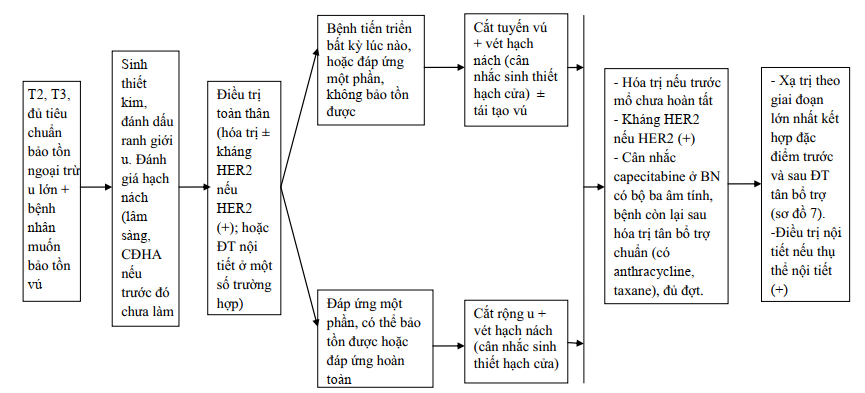 T2, T3,
đủ tiêu
chuẩn
bảo tồn
ngoại trừ
u lớn +
bệnh
nhân
muốn
bảo tồn
vú
Sinh
thiết
kim,
đánh dấu
ranh giới
u. Đánh
giá hạch
nách
(lâm
sàng,
CĐHA
nếu
trước đó
chưa làm
Điều trị
toàn thân
(hóa trị ±
kháng
HER2
nếu
HER2
(+); hoặc
ĐT nội
tiết ở một
số trường
hợp)
Bệnh tiến triển
bất kỳ lúc nào,
hoặc đáp ứng
một phần,
không bảo tồn
được
Cắt tuyến vú
+ vét hạch
nách (cân
nhắc sinh thiết
hạch cửa) ±
tái tạo vú
Đáp ứng một
phần, có thể bảo
tồn được hoặc
đáp ứng hoàn
toàn
Cắt rộng u +
vét hạch nách
(cân nhắc sinh
thiết hạch cửa)
- Hóa trị nếu trước
mổ chưa hoàn tất
- Kháng HER2
nếu HER2 (+)
- Cân nhắc
capecitabine ở BN
có bộ ba âm tính,
bệnh còn lại sau
hóa trị tân bổ trợ
chuẩn (có
anthracycline,
taxane), đủ đợt.
- Xạ trị theo
giai đoạn
lớn nhất kết
hợp đặc
điểm trước
và sau ĐT
tân bổ trợ
(sơ đồ 7).
-Điều trị nội
tiết nếu thụ
thể nội tiết
(+)